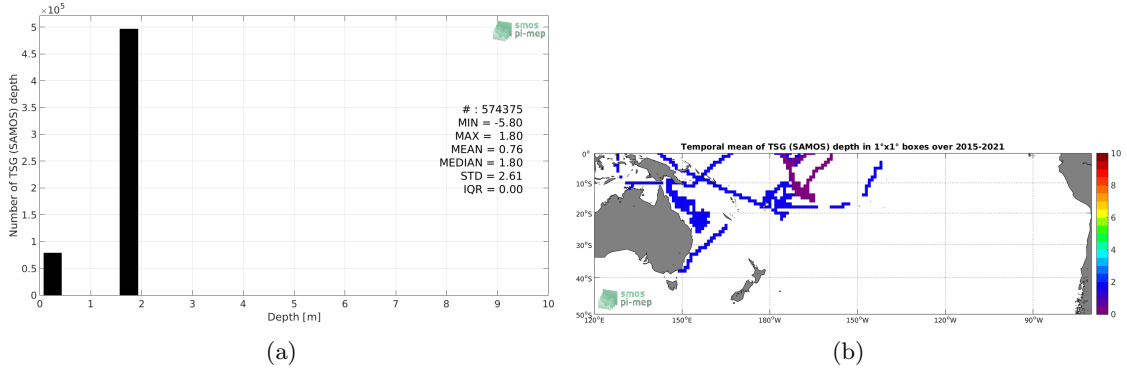 ×10⁵
5
4.5
4
3.5
3
2.5
2
1.5
1
0.5
0
Number of TSG (SAMOS) depth
smos
pi-mep
# : 574375
MIN = -5.80
MAX = 1.80
MEAN = 0.76
MEDIAN = 1.80
STD = 2.61
IQR = 0.00
0 1 2 3 4 5 6 7 8 9 10
Depth [m]
(a)
Temporal mean of TSG (SAMOS) depth in 1°x1° boxes over 2015-2021
0°
10°S
20°S
30°S
40°S
50°S
smos
pi-mep
120°E 150°E 180°W 150°W 120°W 90°W
10
8
6
4
2
0
(b)